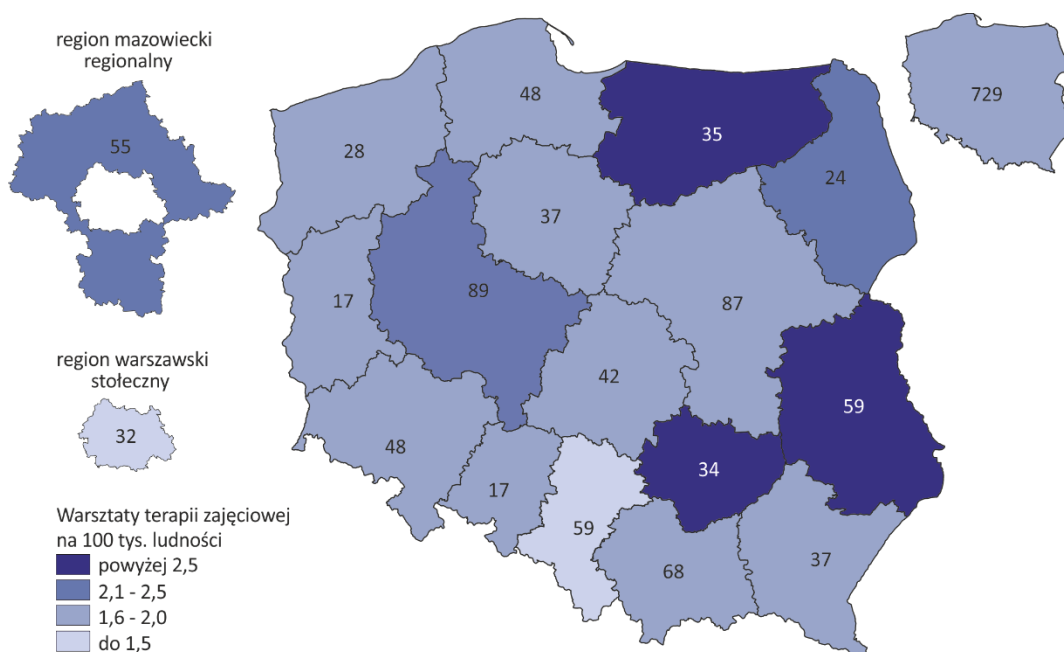 region mazowiecki
regionalny
55
region warszawski
stołeczny
32
Warsztaty terapii zajęciowej
na 100 tys. ludności
powyżej 2,5
2,1 - 2,5
1,6 - 2,0
do 1,5
48
35
28
24
37
17
89
87
42
59
48
17
34
59
68
37
729